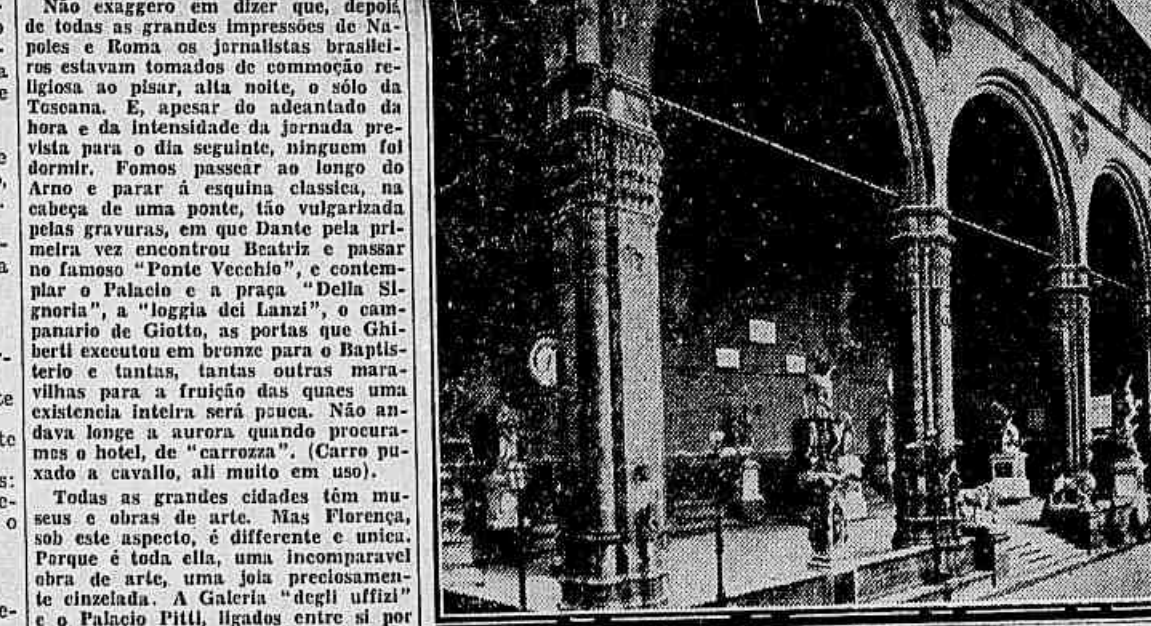 Não exaggero em dizer que, depois
de todas as grandes impressões de Na-
poles e Roma os jornalistas brasilei-
ros estavam tomados de commoção re-
ligiosa ao pisar, alta noite, o sólo da
Toscana. E, apesar do adeantado da
hora e da intensidade da jornada pre-
vista para o dia seguinte, ninguem foi
dormir. Fomos passear ao longo do
Arno e parar á esquina classica, na
cabeça de uma ponte, tão vulgarizada
pelas gravuras, em que Dante pela pri-
meira vez encontrou Beatriz e passar
no famoso "Ponte Vecchio", e contem-
plar o Palacio e a praça "Della Si-
gnoria", a "loggia dei Lanzi", o cam-
panario de Giotto, as portas que Ghi-
berti executou em bronze para o Baptis-
terio e tantas, tantas outras mara-
vilhas para a fruição das quaes uma
existencia inteira será pouca. Não an-
dava longe a aurora quando procura-
mos o hotel, de "carrozza". (Carro pu-
xado a cavallo, ali muito em uso).
Todas as grandes cidades têm mu-
seus e obras de arte. Mas Florença,
sob este aspecto, é differente e unica.
Porque é toda ella, uma incomparavel
obra de arte, uma joia preciosamen-
te cinzelada. A Galeria "degli uffizi"
e o Palacio Pitti, ligados entre si por